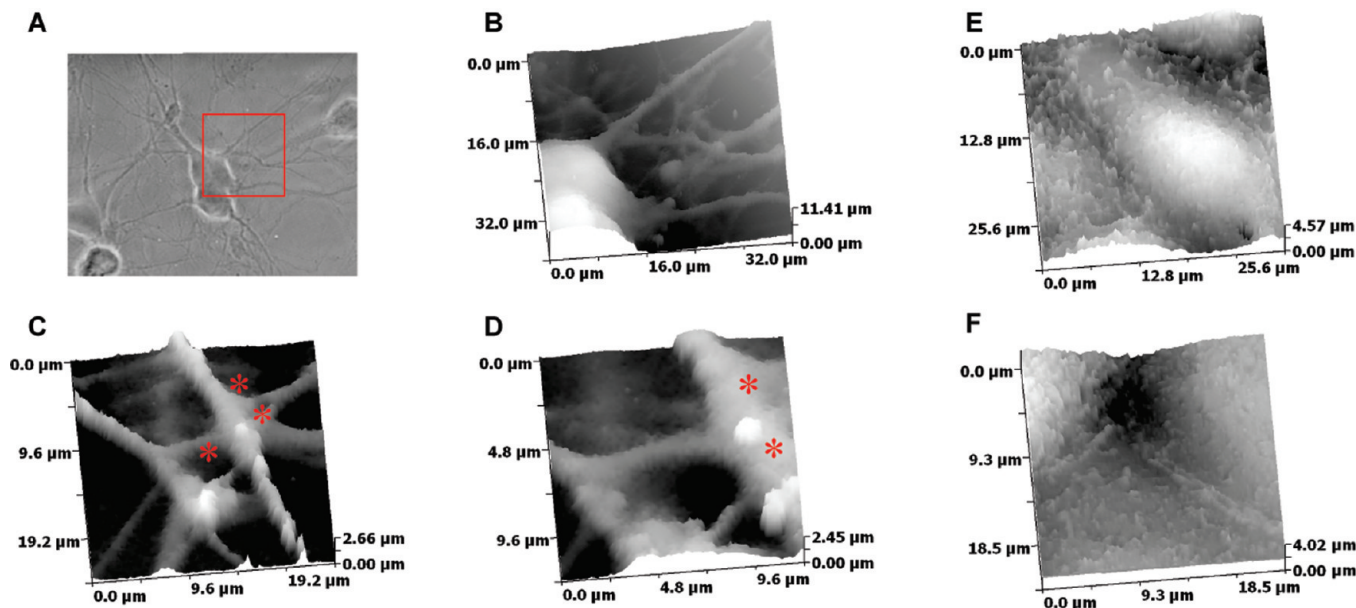 A
B
0.0 µm
16.0 µm
32.0 µm
0.0 µm
16.0 µm
32.0 µm
11.41 µm
0.00 µm
E
0.0 µm
12.8 µm
25.6 µm
0.0 µm
12.8 µm
25.6 µm
4.57 µm
0.00 µm
C
0.0 µm
9.6 µm
19.2 µm
0.0 µm
9.6 µm
19.2 µm
2.66 µm
0.00 µm
* 
*
*
D
0.0 µm
4.8 µm
9.6 µm
0.0 µm
4.8 µm
9.6 µm
2.45 µm
0.00 µm
*
*
F
0.0 µm
9.3 µm
18.5 µm
0.0 µm
9.3 µm
18.5 µm
4.02 µm
0.00 µm